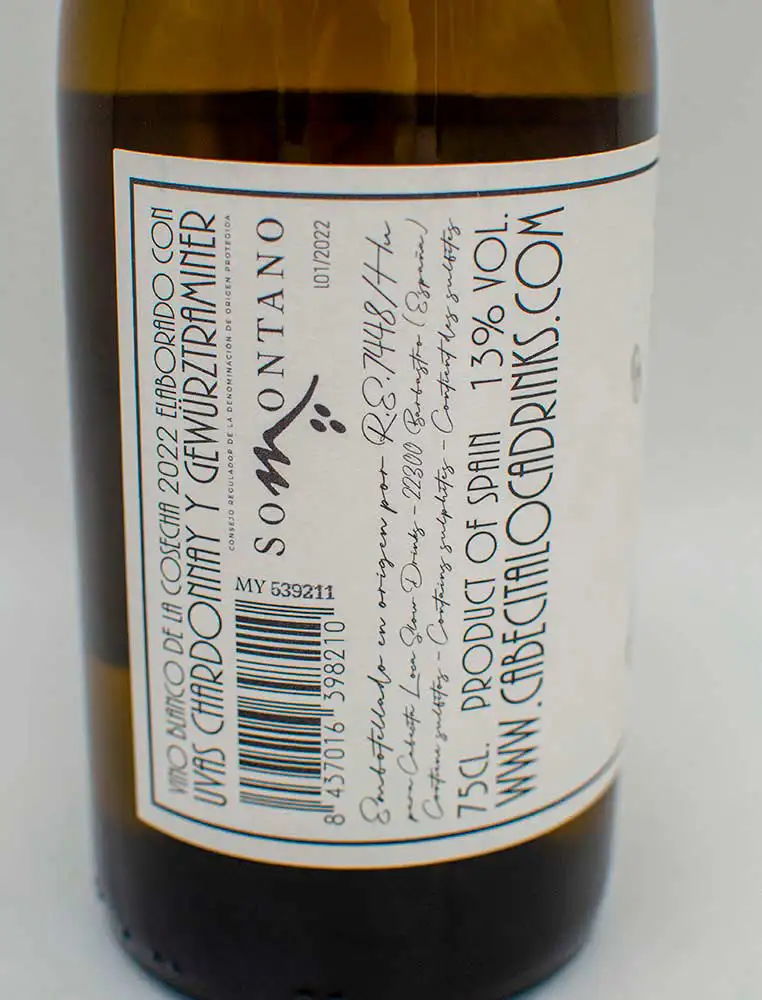 VINO BLANCO DE LA COSECHA 2022 ELABORADO CON
UVAS CHARDONNAY Y GEWÜRZTRAMINER
CONSEJO REGULADOR DE LA DENOMINACIÓN DE ORIGEN PROTEGIDA
SOMONTANO
L01/2022
MY 539211
8 437016 398210
Embotellado en origen por R.E.7448/Hu
para Cabecita Loca Slow Drinks - 22300 Barbastro (España)
Contiene sulfitos - Contains sulphites - Contient des sulfites
75CL. PRODUCT OF SPAIN 13% VOL.
WWW.CABECITALOCADRINKS.COM